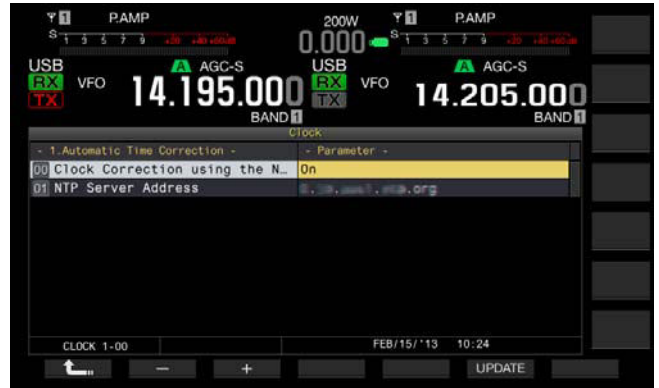 1 P.AMP 200W 1 P.AMP
S 1 3 5 7 9 +20 +40 +60dB 0.000 S 1 3 5 7 9 +20 +40 +60dB
USB A AGC-S USB A AGC-S
RX TX VFO 14.195.000 RX TX VFO 14.205.000
BAND 1 BAND 1
Clock
- 1.Automatic Time Correction - - Parameter -
00 Clock Correction using the N… On
01 NTP Server Address .org
CLOCK 1-00 FEB/15/'13 10:24
- + UPDATE